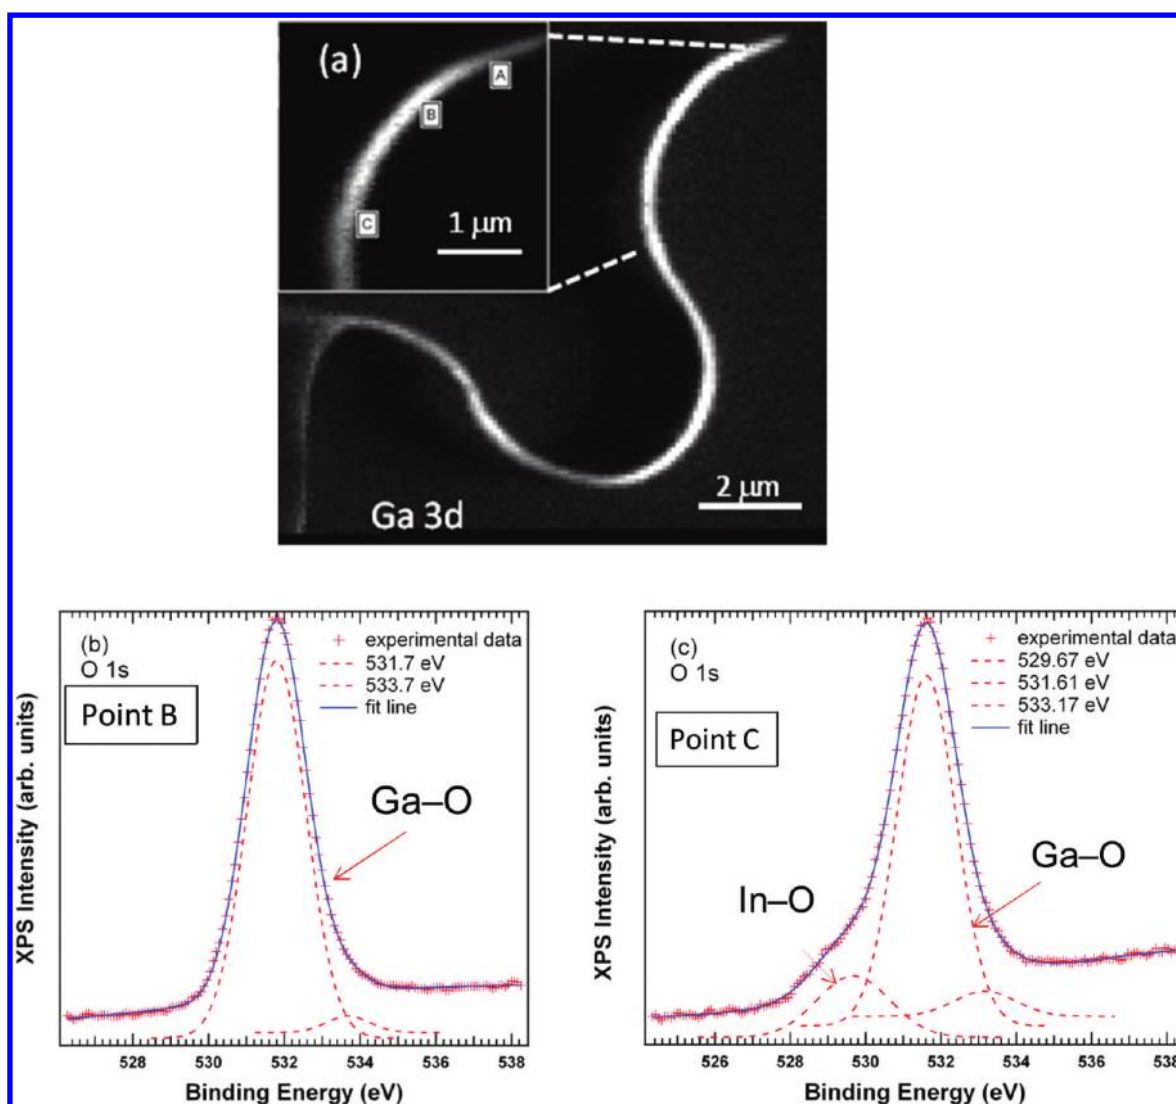 (a)
A
B
C
1 μm
2 μm
Ga 3d
(b)
O 1s
Point B
experimental data
531.7 eV
533.7 eV
fit line
Ga–O
XPS Intensity (arb. units)
528 530 532 534 536 538
Binding Energy (eV)
(c)
O 1s
Point C
experimental data
529.67 eV
531.61 eV
533.17 eV
fit line
In–O
Ga–O
XPS Intensity (arb. units)
526 528 530 532 534 536 538
Binding Energy (eV)